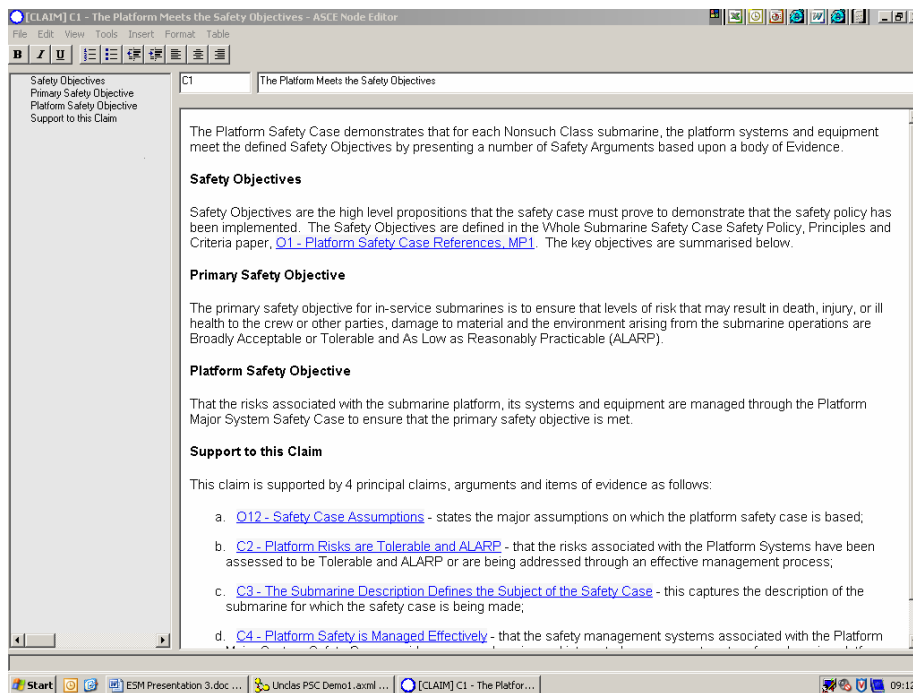 [CLAIM] C1 - The Platform Meets the Safety Objectives - ASCE Node Editor
File Edit View Tools Insert Format Table
B I U
Safety Objectives
Primary Safety Objective
Platform Safety Objective
Support to this Claim
C1 The Platform Meets the Safety Objectives
The Platform Safety Case demonstrates that for each Nonsuch Class submarine, the platform systems and equipment
meet the defined Safety Objectives by presenting a number of Safety Arguments based upon a body of Evidence.
Safety Objectives
Safety Objectives are the high level propositions that the safety case must prove to demonstrate that the safety policy has
been implemented. The Safety Objectives are defined in the Whole Submarine Safety Case Safety Policy, Principles and
Criteria paper, O1 - Platform Safety Case References, MP1. The key objectives are summarised below.
Primary Safety Objective
The primary safety objective for in-service submarines is to ensure that levels of risk that may result in death, injury, or ill
health to the crew or other parties, damage to material and the environment arising from the submarine operations are
Broadly Acceptable or Tolerable and As Low as Reasonably Practicable (ALARP).
Platform Safety Objective
That the risks associated with the submarine platform, its systems and equipment are managed through the Platform
Major System Safety Case to ensure that the primary safety objective is met.
Support to this Claim
This claim is supported by 4 principal claims, arguments and items of evidence as follows:
a. O12 - Safety Case Assumptions - states the major assumptions on which the platform safety case is based;
b. C2 - Platform Risks are Tolerable and ALARP - that the risks associated with the Platform Systems have been
assessed to be Tolerable and ALARP or are being addressed through an effective management process;
c. C3 - The Submarine Description Defines the Subject of the Safety Case - this captures the description of the
submarine for which the safety case is being made;
d. C4 - Platform Safety is Managed Effectively - that the safety management systems associated with the Platform
Start ESM Presentation 3.doc ... Unclas PSC Demo1.axml ... [CLAIM] C1 - The Platfor... 09:12